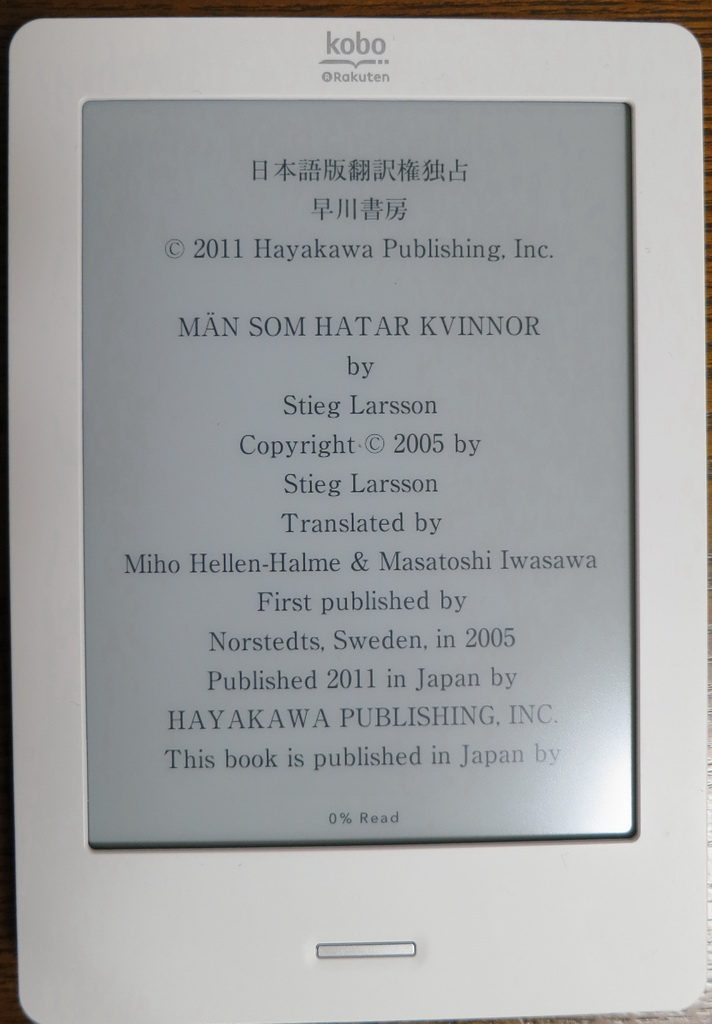 kobo
Rakuten
日本語版翻訳権独占
早川書房
© 2011 Hayakawa Publishing, Inc.
MÄN SOM HATAR KVINNOR
by
Stieg Larsson
Copyright © 2005 by
Stieg Larsson
Translated by
Miho Hellen-Halme & Masatoshi Iwasawa
First published by
Norstedts, Sweden, in 2005
Published 2011 in Japan by
HAYAKAWA PUBLISHING, INC.
This book is published in Japan by
0% Read